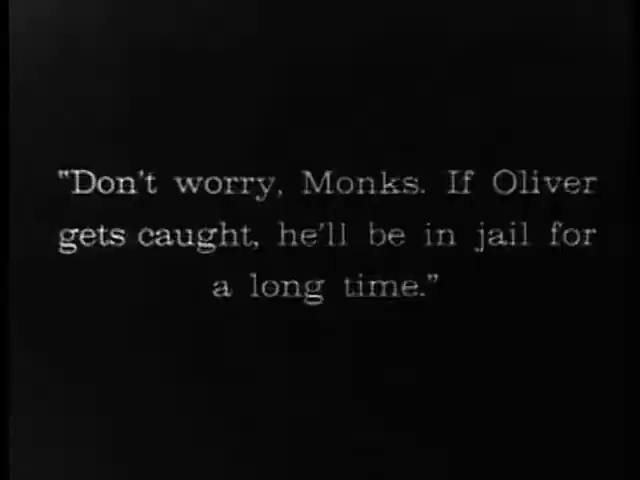 "Don't worry, Monks. If Oliver
gets caught, he'll be in jail for
a long time."